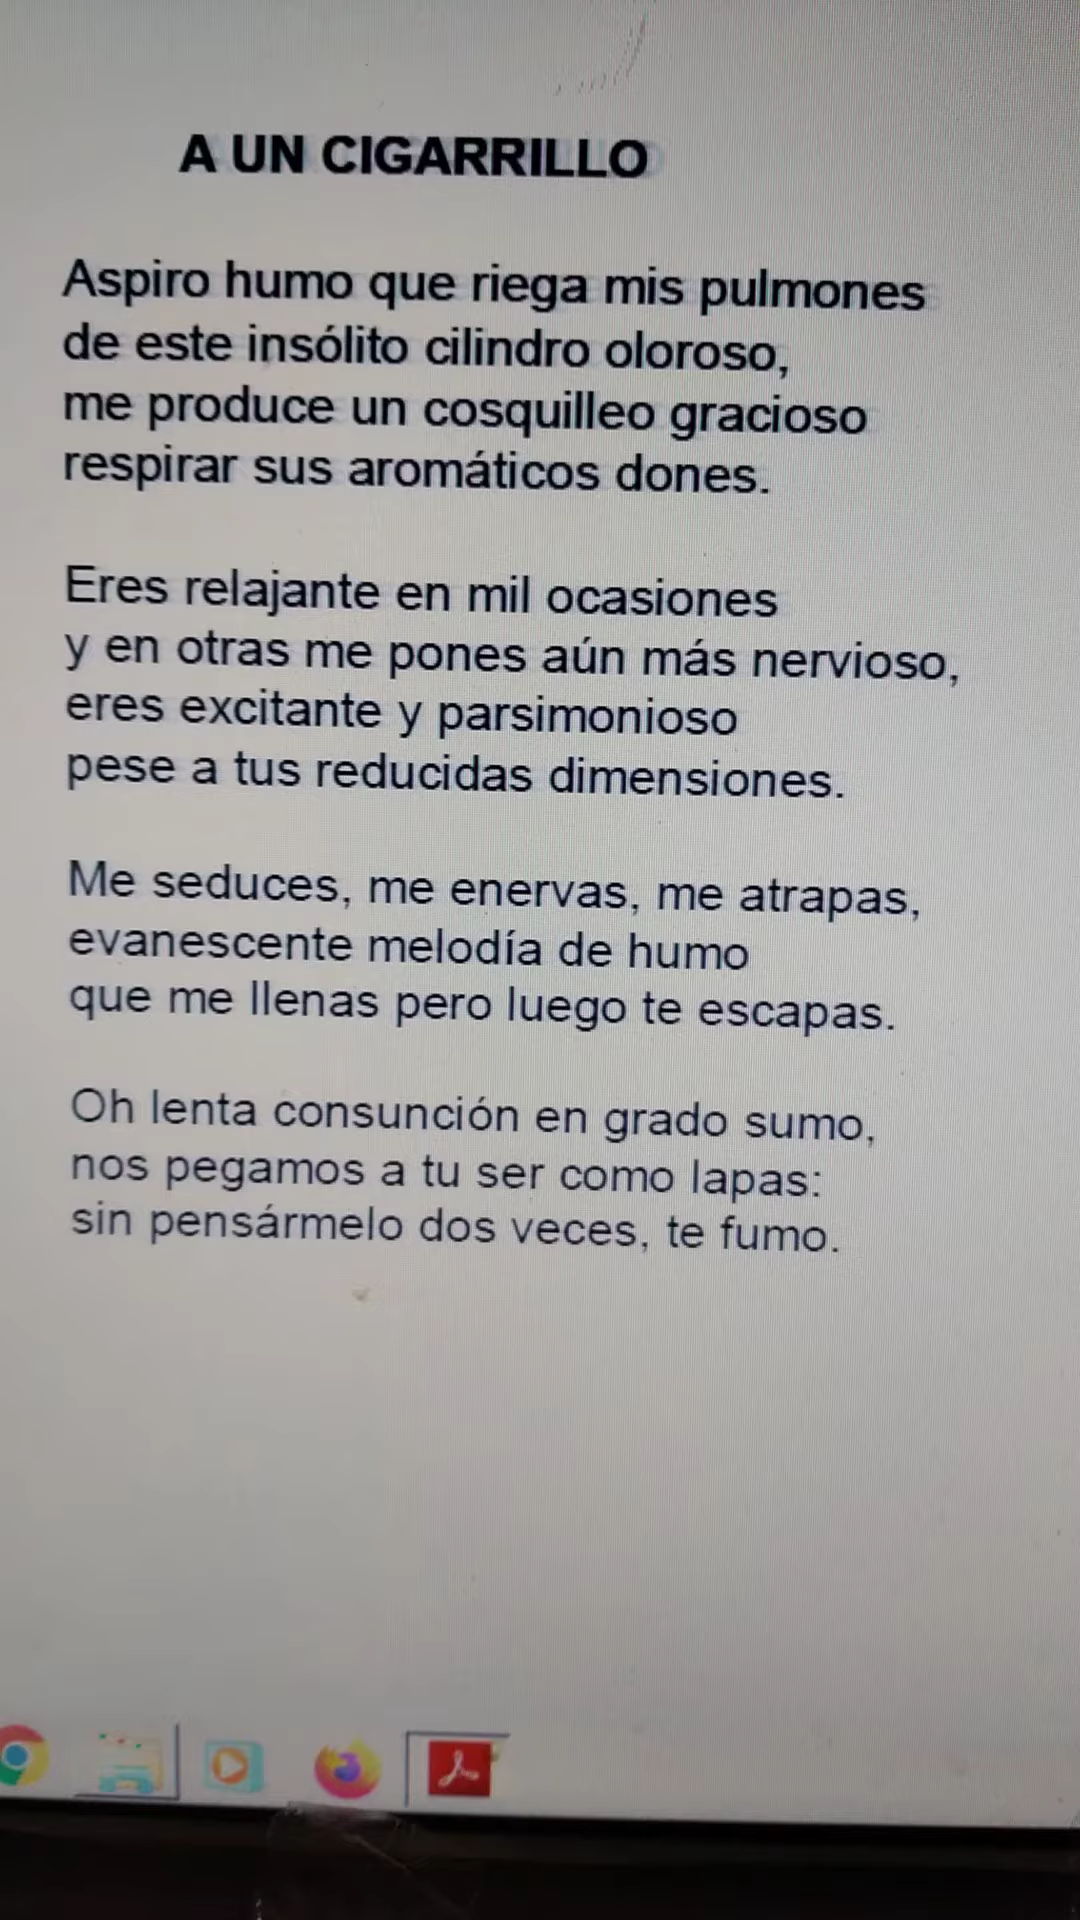 A UN CIGARRILLO
Aspiro humo que riega mis pulmones
de este insólito cilindro oloroso,
me produce un cosquilleo gracioso
respirar sus aromáticos dones.
Eres relajante en mil ocasiones
y en otras me pones aún más nervioso,
eres excitante y parsimonioso
pese a tus reducidas dimensiones.
Me seduces, me enervas, me atrapas,
evanescente melodía de humo
que me llenas pero luego te escapas.
Oh lenta consunción en grado sumo,
nos pegamos a tu ser como lapas:
sin pensármelo dos veces, te fumo.